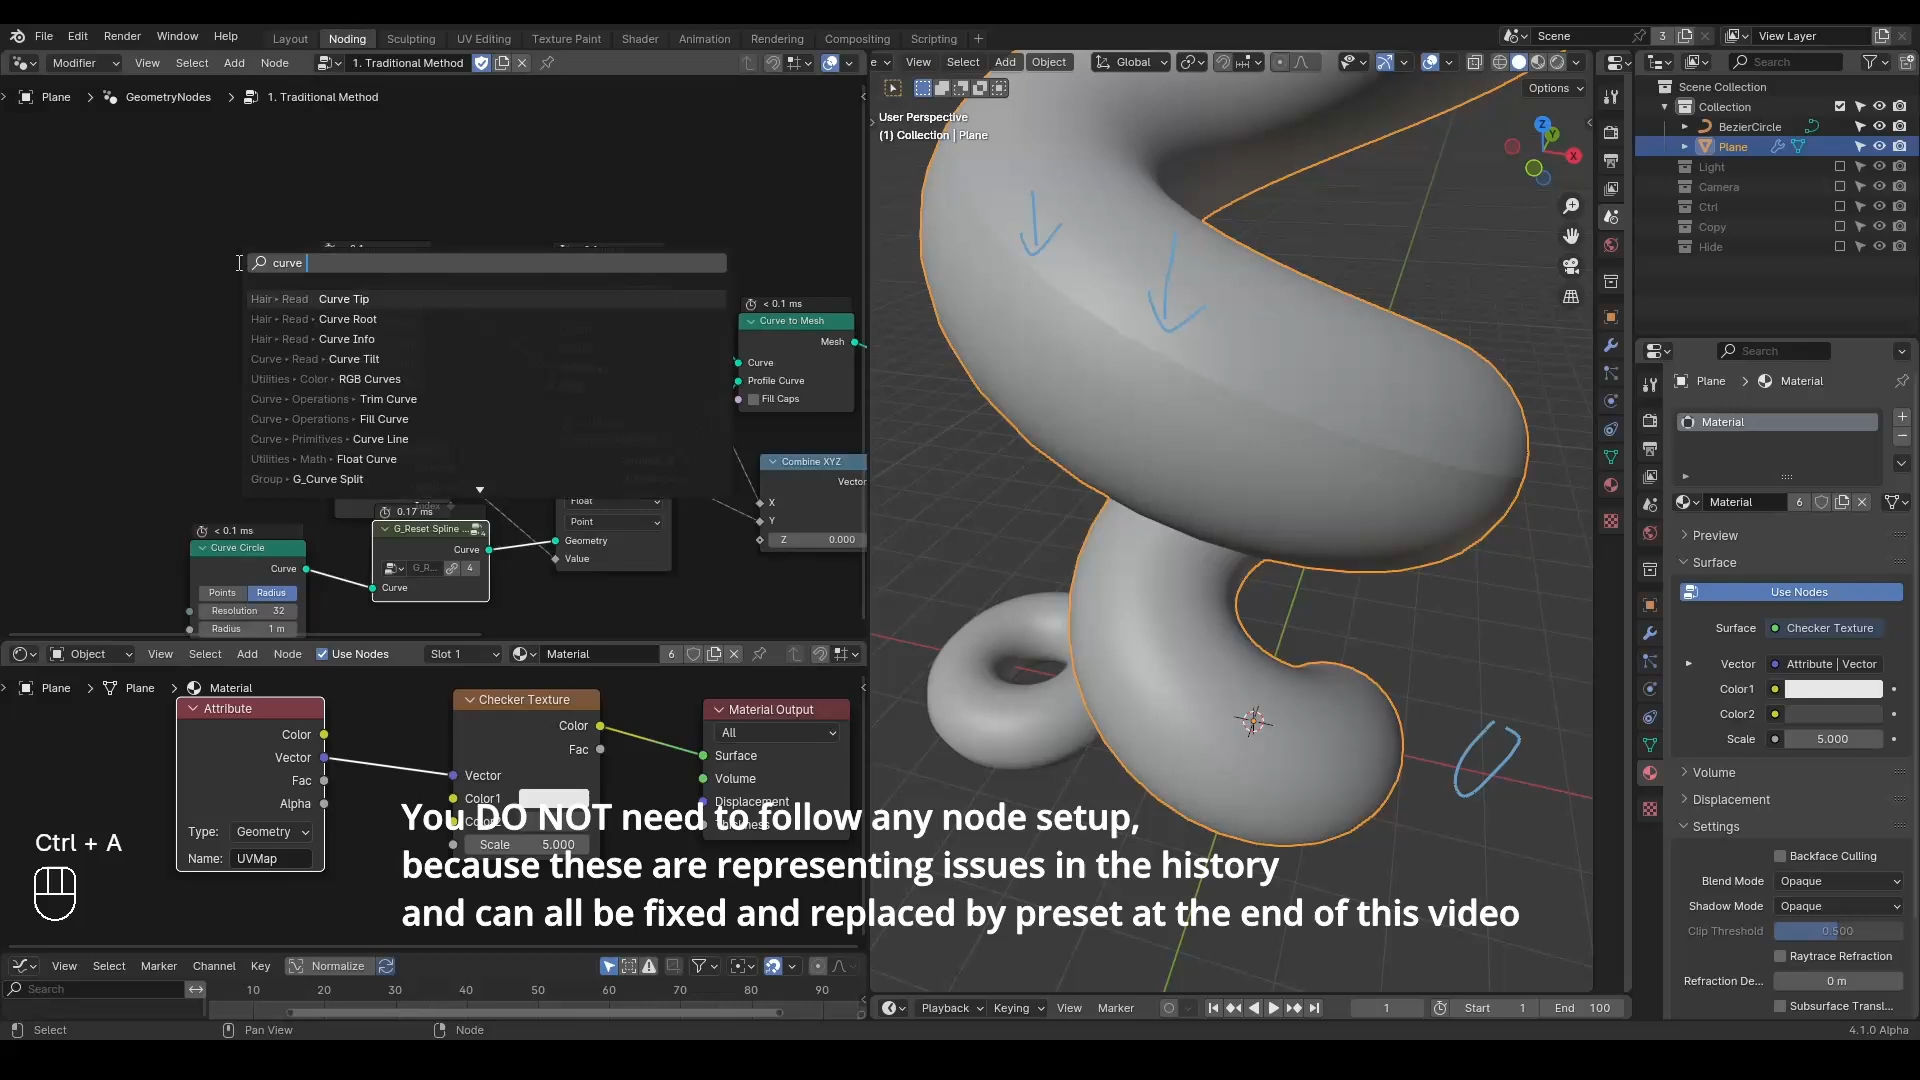 File Edit Render Window Help Layout Noding Sculpting UV Editing Texture Paint Shader Animation Rendering Compositing Scripting + Scene 3 View Layer
Modifier View Select Add Node 1. Traditional Method
View Select Add Object Global
Search
Plane GeometryNodes 1. Traditional Method
Options
User Perspective
(1) Collection | Plane
Scene Collection
Collection
BezierCircle
Plane
Light
Camera
Ctrl
Copy
Hide
Z
Y
X
curve
Hair Read Curve Tip
Hair Read Curve Root
Hair Read Curve Info
Curve Read Curve Tilt
Utilities Color RGB Curves
Curve Operations Trim Curve
Curve Operations Fill Curve
Curve Primitives Curve Line
Utilities Math Float Curve
Group G_Curve Split
< 0.1 ms
Curve to Mesh
Mesh
Curve
Profile Curve
Fill Caps
Combine XYZ
Vector
X
Y
Z 0.000
Float
Point
Geometry
Value
0.17 ms
G_Reset Spline ...
Curve
G_R... 4
Curve
< 0.1 ms
Curve Circle
Curve
Points Radius
Resolution 32
Radius 1 m
Object View Select Add Node Use Nodes Slot 1 Material 6
Plane Plane Material
Attribute
Color
Vector
Fac
Alpha
Type: Geometry
Name: UVMap
Checker Texture
Color
Fac
Vector
Color1
Scale 5.000
Material Output
All
Surface
Volume
Displacement
Thickness
Ctrl + A
You DO NOT need to follow any node setup,
because these are representing issues in the history
and can all be fixed and replaced by preset at the end of this video
Search
Plane Material
Material
Material 6
Preview
Surface
Use Nodes
Surface Checker Texture
Vector Attribute | Vector
Color1
Color2
Scale 5.000
Volume
Displacement
Settings
Backface Culling
Blend Mode Opaque
Shadow Mode Opaque
Clip Threshold 0.500
Raytrace Refraction
Refraction De... 0 m
Subsurface Transl...
View Select Marker Channel Key Normalize
Search
10 20 30 40 50 60 70 80 90
Playback Keying View Marker 1 Start 1 End 100
Select Pan View Node 4.1.0 Alpha